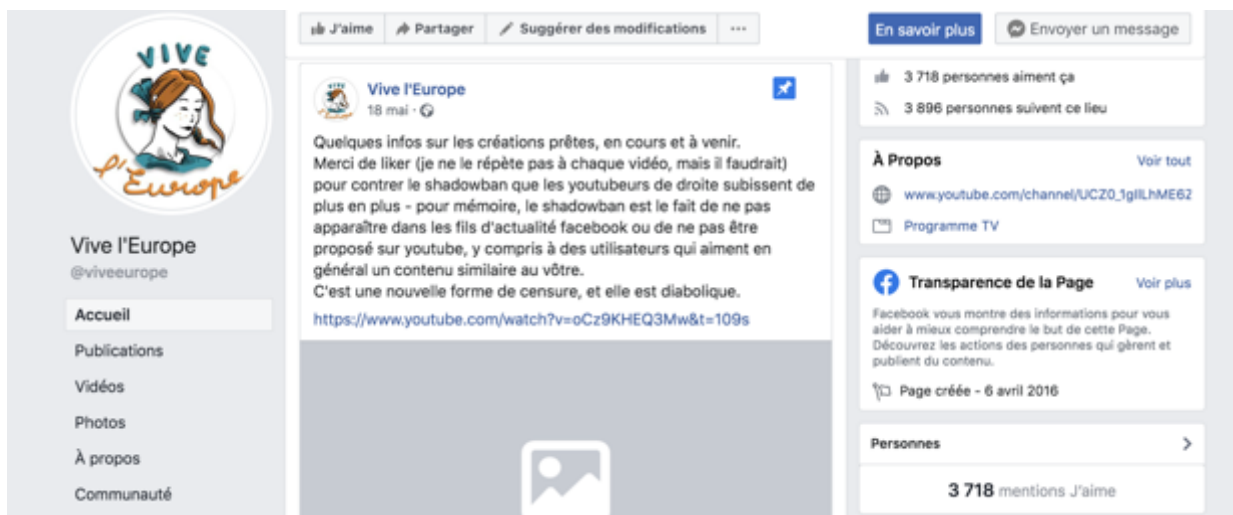 VIVE
l'Europe
Vive l'Europe
@viveeurope
Accueil
Publications
Vidéos
Photos
À propos
Communauté
J'aime
Partager
Suggérer des modifications
...
En savoir plus
Envoyer un message
Vive l'Europe
18 mai ·
Quelques infos sur les créations prêtes, en cours et à venir.
Merci de liker (je ne le répète pas à chaque vidéo, mais il faudrait)
pour contrer le shadowban que les youtubeurs de droite subissent de
plus en plus - pour mémoire, le shadowban est le fait de ne pas
apparaître dans les fils d'actualité facebook ou de ne pas être
proposé sur youtube, y compris à des utilisateurs qui aiment en
général un contenu similaire au vôtre.
C'est une nouvelle forme de censure, et elle est diabolique.
https://www.youtube.com/watch?v=oCz9KHEQ3Mw&t=109s
3 718 personnes aiment ça
3 896 personnes suivent ce lieu
À Propos
Voir tout
www.youtube.com/channel/UCZ0_1gIlLhME62
Programme TV
Transparence de la Page
Voir plus
Facebook vous montre des informations pour vous
aider à mieux comprendre le but de cette Page.
Découvrez les actions des personnes qui gèrent et
publient du contenu.
Page créée - 6 avril 2016
Personnes
3 718 mentions J'aime